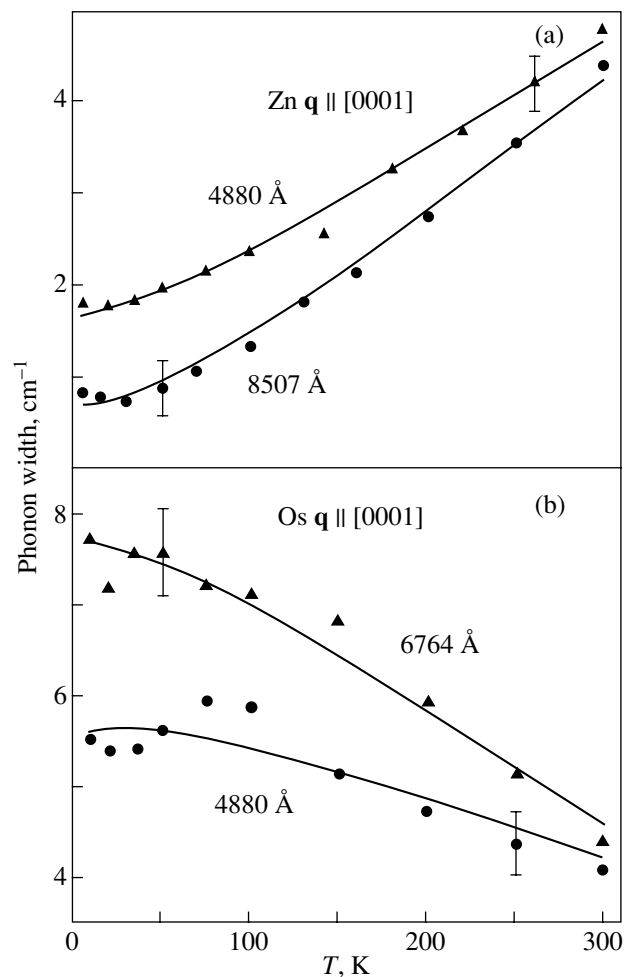 (a)
Zn q || [0001]
4
4880 Å
2
8507 Å
Phonon width, cm⁻¹
(b)
Os q || [0001]
8
6764 Å
6
4880 Å
4
0 100 200 300
T, K